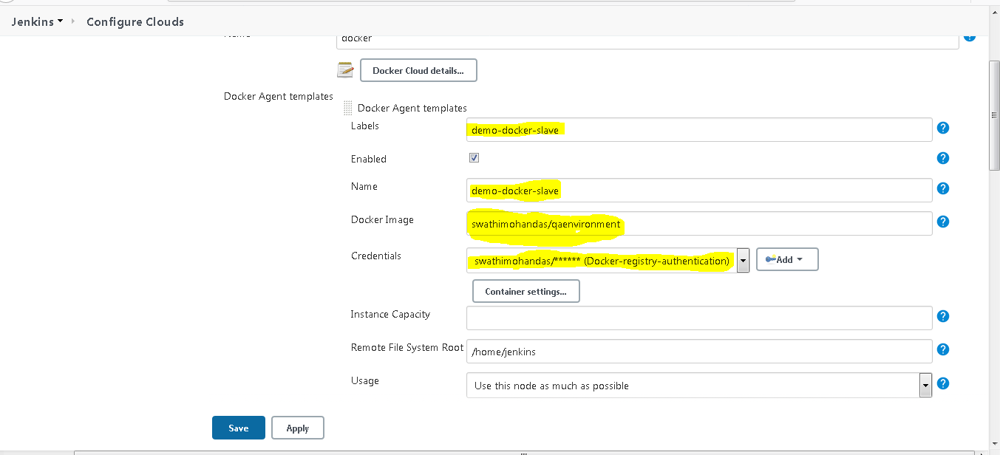 Jenkins Configure Clouds
Name docker
Docker Cloud details...
Docker Agent templates
Docker Agent templates
Labels demo-docker-slave
Enabled
Name demo-docker-slave
Docker Image swathimohandas/qaenvironment
Credentials swathimohandas/****** (Docker-registry-authentication) Add
Container settings...
Instance Capacity
Remote File System Root /home/jenkins
Usage Use this node as much as possible
Save Apply